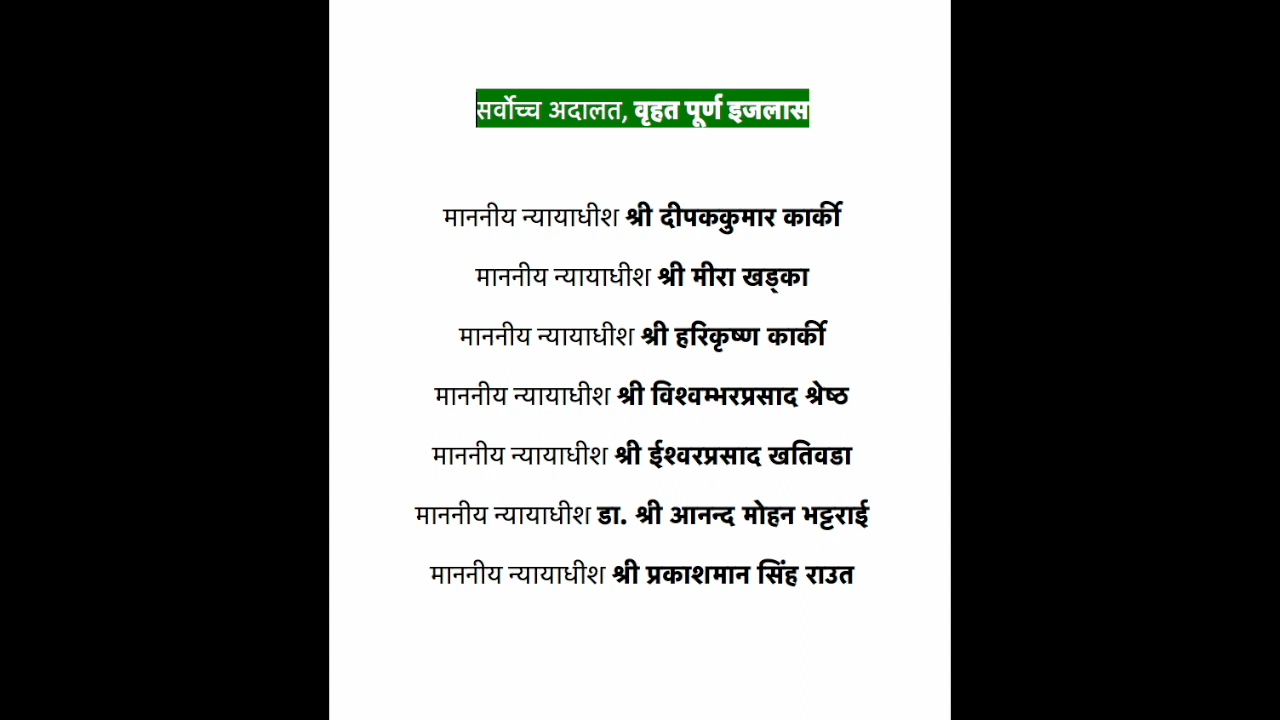 सर्वोच्च अदालत, वृहत पूर्ण इजलास
माननीय न्यायाधीश श्री दीपककुमार कार्की
माननीय न्यायाधीश श्री मीरा खड्का
माननीय न्यायाधीश श्री हरिकृष्ण कार्की
माननीय न्यायाधीश श्री विश्वम्भरप्रसाद श्रेष्ठ
माननीय न्यायाधीश श्री ईश्वरप्रसाद खतिवडा
माननीय न्यायाधीश डा. श्री आनन्द मोहन भट्टराई
माननीय न्यायाधीश श्री प्रकाशमान सिंह राउत